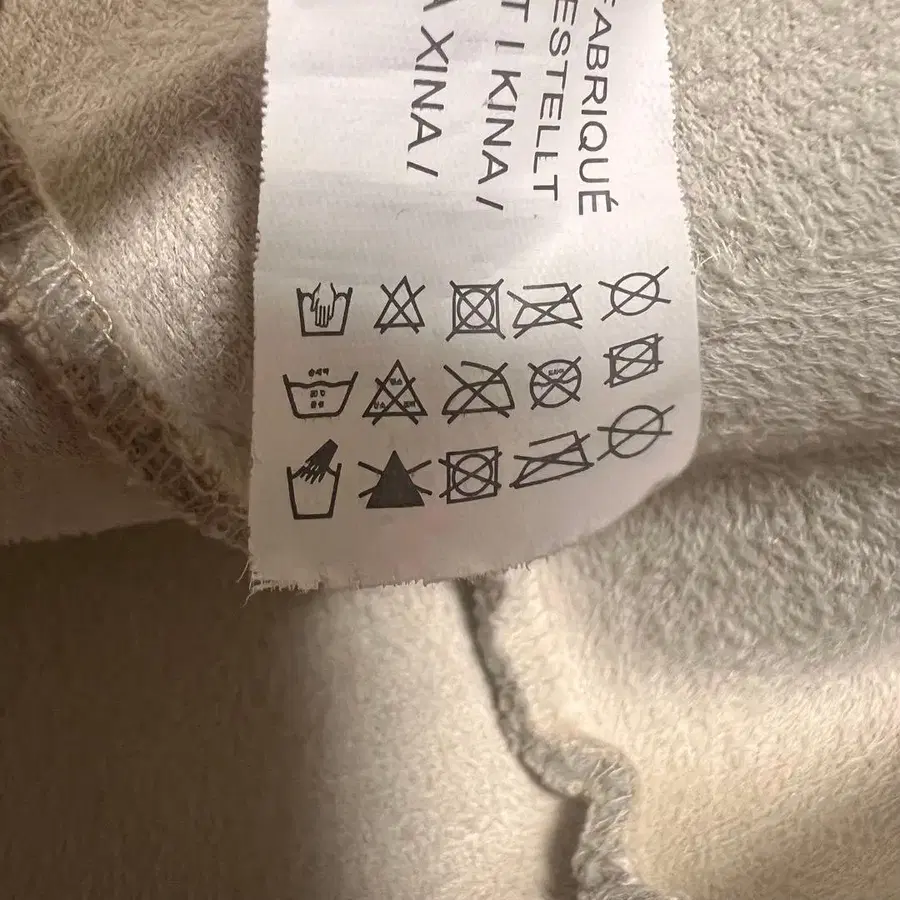 FABRIQUÉ
ESTELLT
T I KINA /
A XINA /